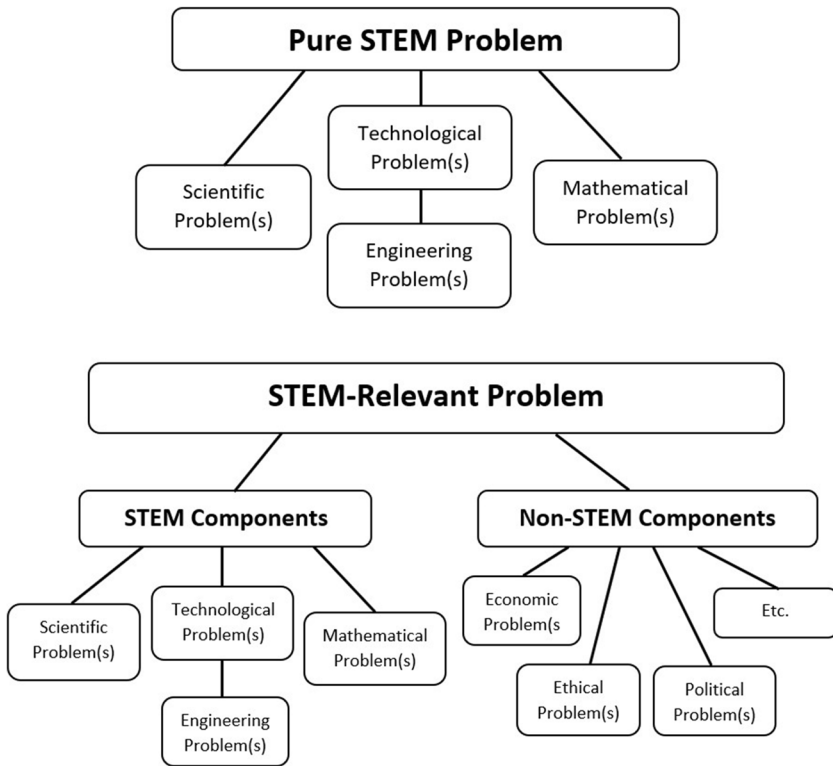 Pure STEM Problem
Technological
Problem(s)
Scientific
Problem(s)
Mathematical
Problem(s)
Engineering
Problem(s)
STEM-Relevant Problem
STEM Components
Non-STEM Components
Scientific
Problem(s)
Technological
Problem(s)
Mathematical
Problem(s)
Engineering
Problem(s)
Economic
Problem(s
Etc.
Ethical
Problem(s)
Political
Problem(s)